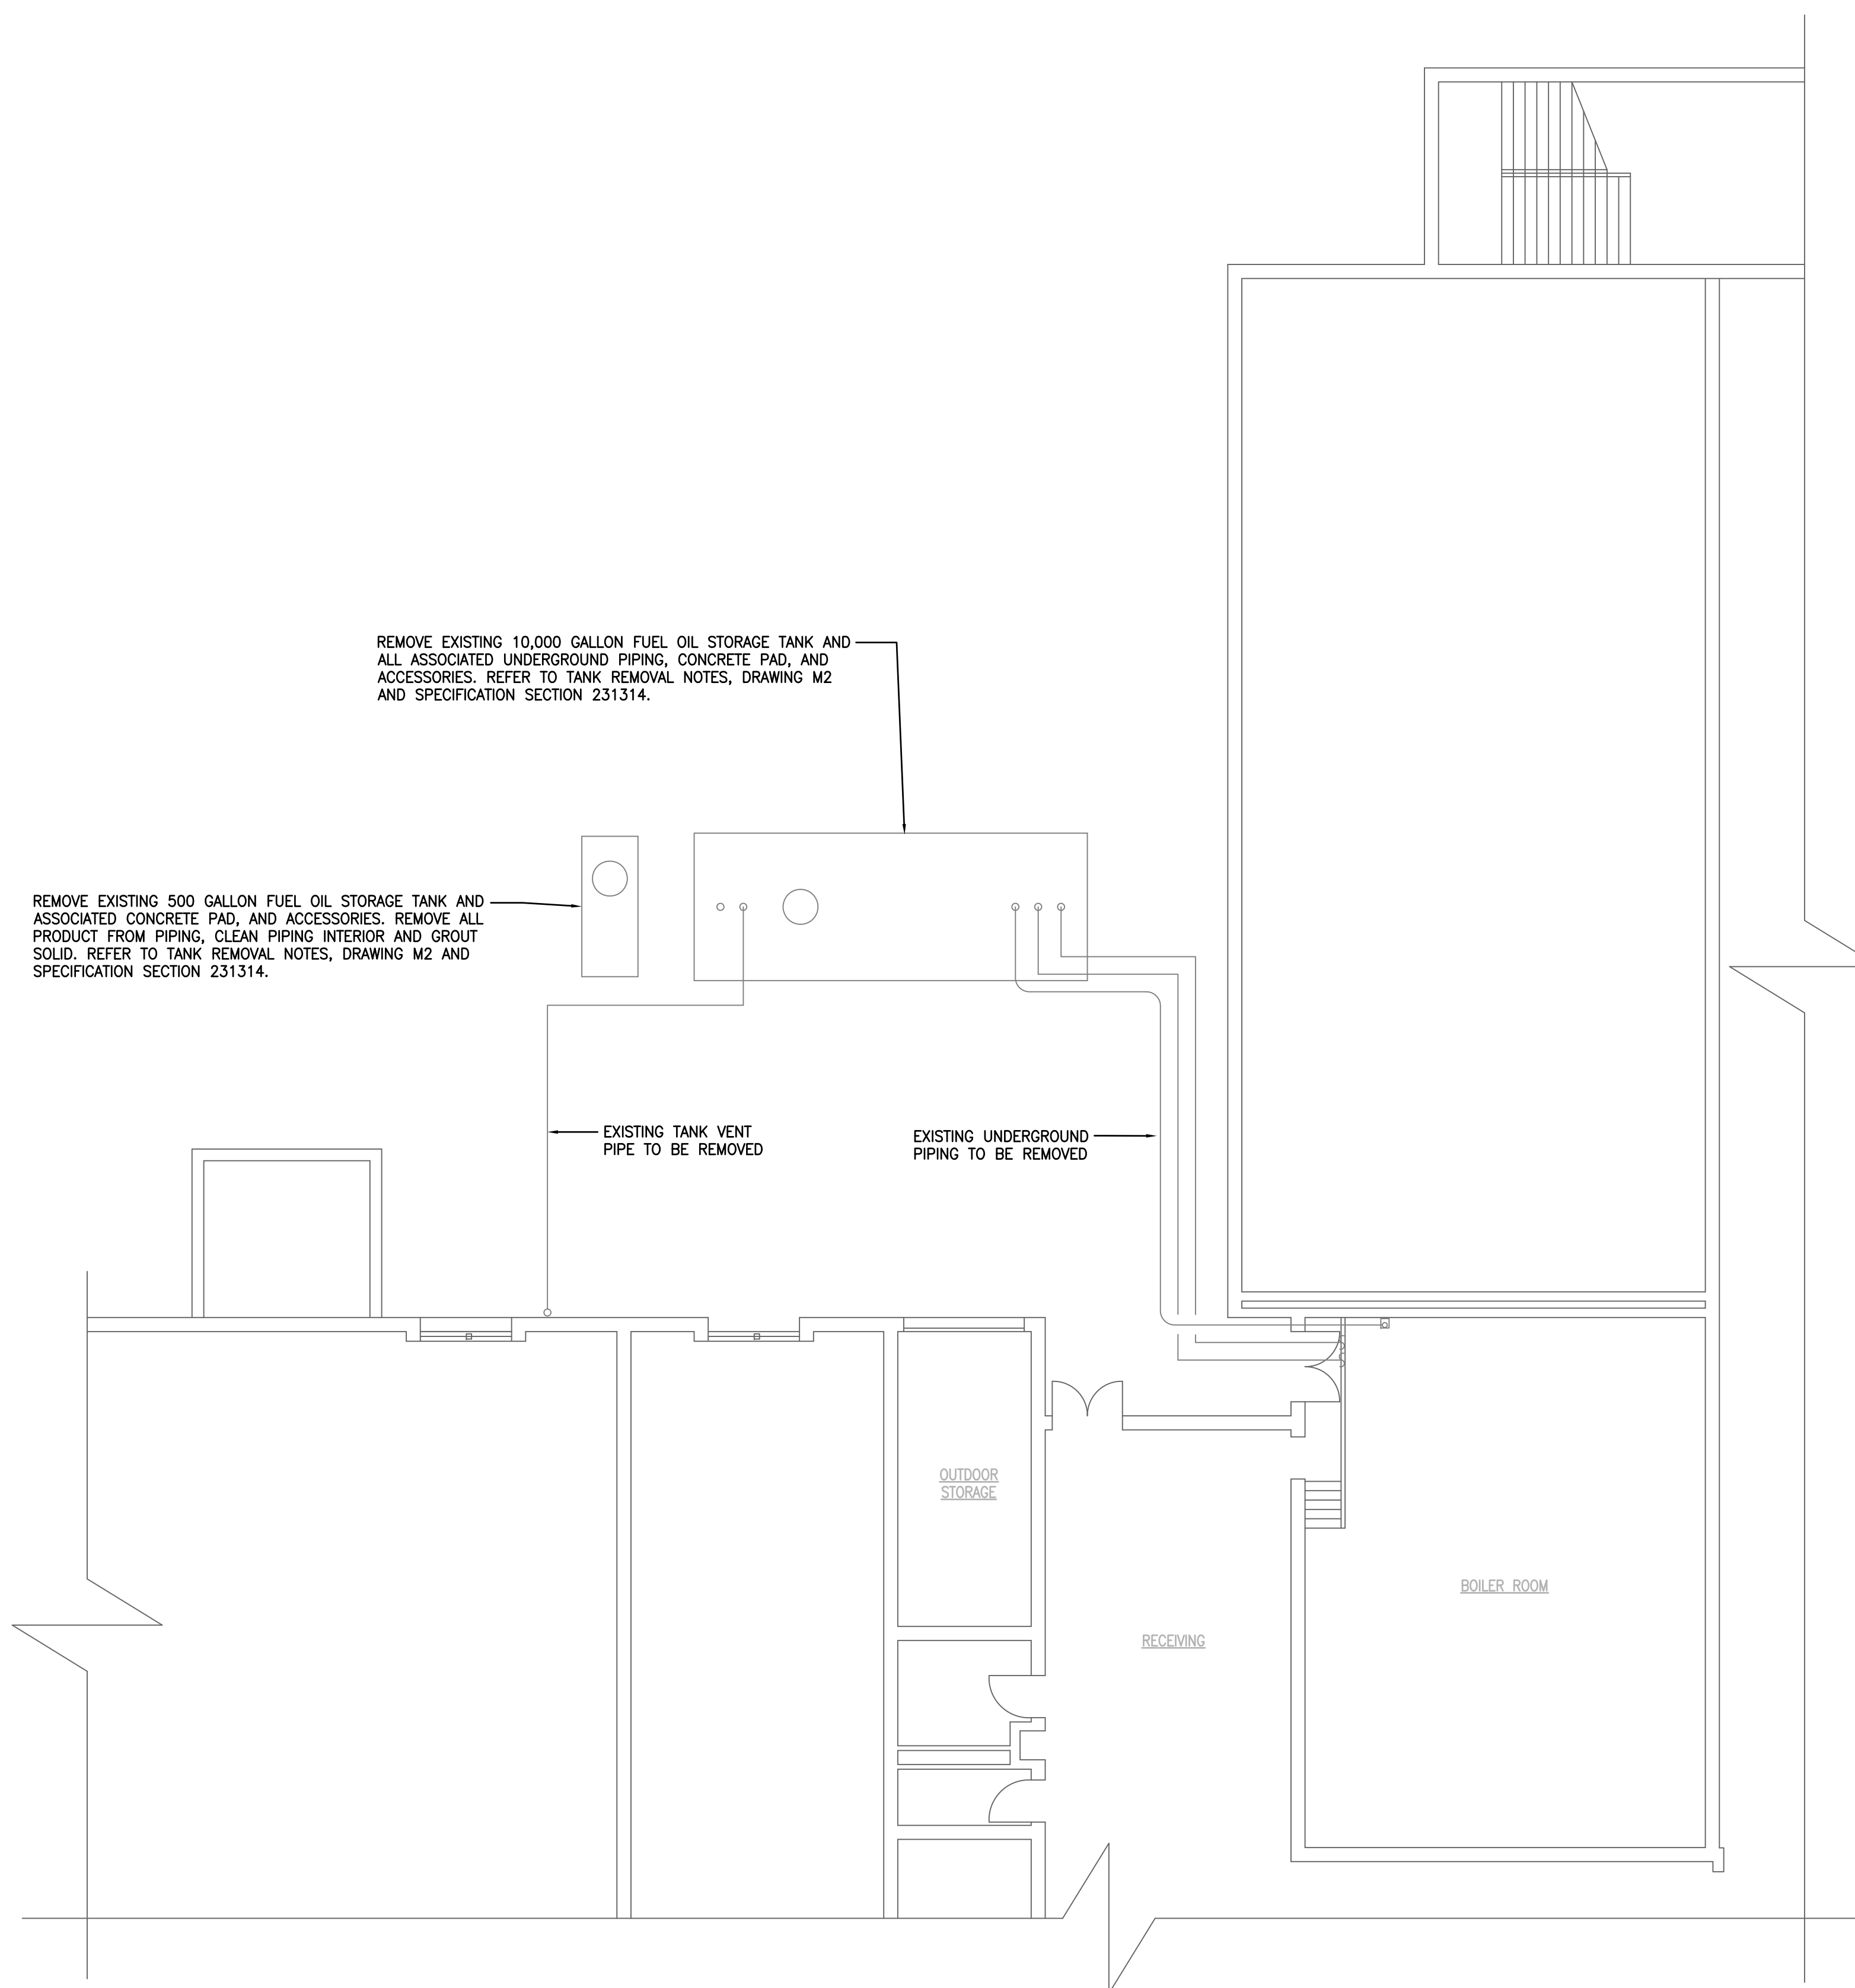 REMOVE EXISTING 10,000 GALLON FUEL OIL STORAGE TANK AND
ALL ASSOCIATED UNDERGROUND PIPING, CONCRETE PAD, AND
ACCESSORIES. REFER TO TANK REMOVAL NOTES, DRAWING M2
AND SPECIFICATION SECTION 231314.
REMOVE EXISTING 500 GALLON FUEL OIL STORAGE TANK AND
ASSOCIATED CONCRETE PAD, AND ACCESSORIES. REMOVE ALL
PRODUCT FROM PIPING, CLEAN PIPING INTERIOR AND GROUT
SOLID. REFER TO TANK REMOVAL NOTES, DRAWING M2 AND
SPECIFICATION SECTION 231314.
EXISTING TANK VENT
PIPE TO BE REMOVED
EXISTING UNDERGROUND
PIPING TO BE REMOVED
OUTDOOR
STORAGE
BOILER ROOM
RECEIVING